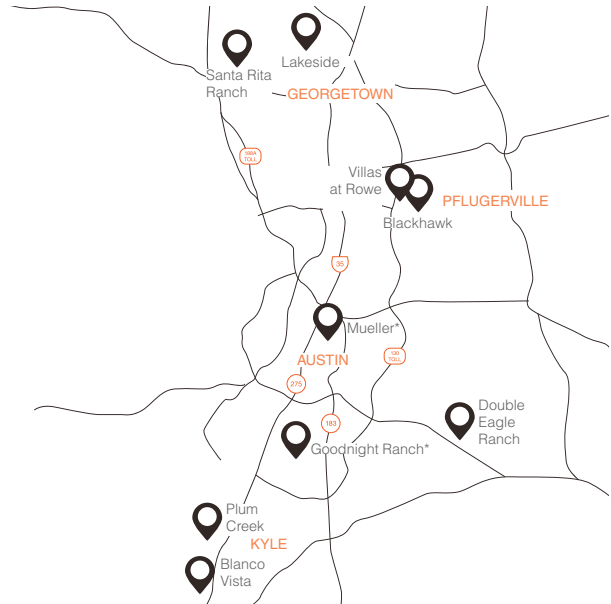 Lakeside
Santa Rita
Ranch
GEORGETOWN
183A
TOLL
Villas
at Rowe
PFLUGERVILLE
Blackhawk
35
Mueller*
130
TOLL
AUSTIN
275
Double
Eagle
Ranch
183
Goodnight Ranch*
Plum
Creek
KYLE
Blanco
Vista